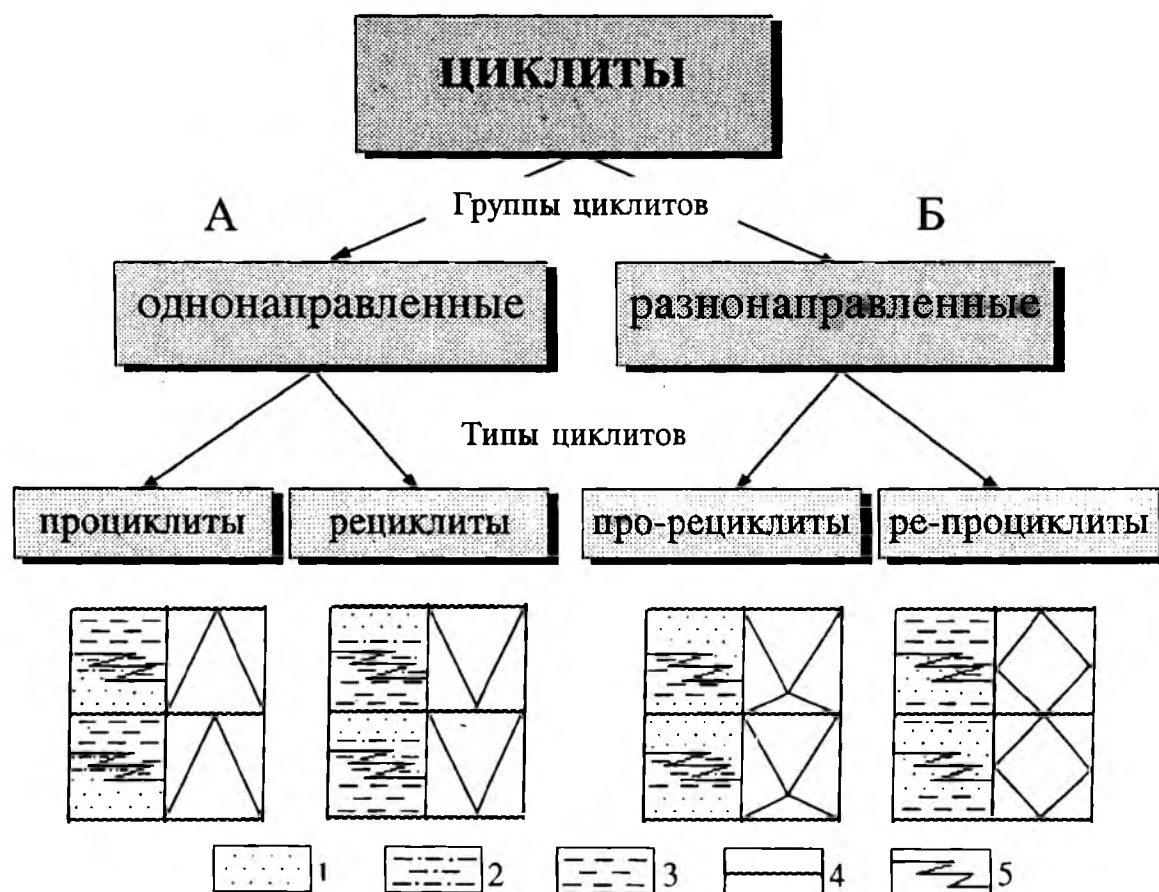 ЦИКЛИТЫ
Группы циклитов
А
Б
однонаправленные
разнонаправленные
Типы циклитов
проциклиты
рециклиты
про-рециклиты
ре-проциклиты
1
2
3
4
5